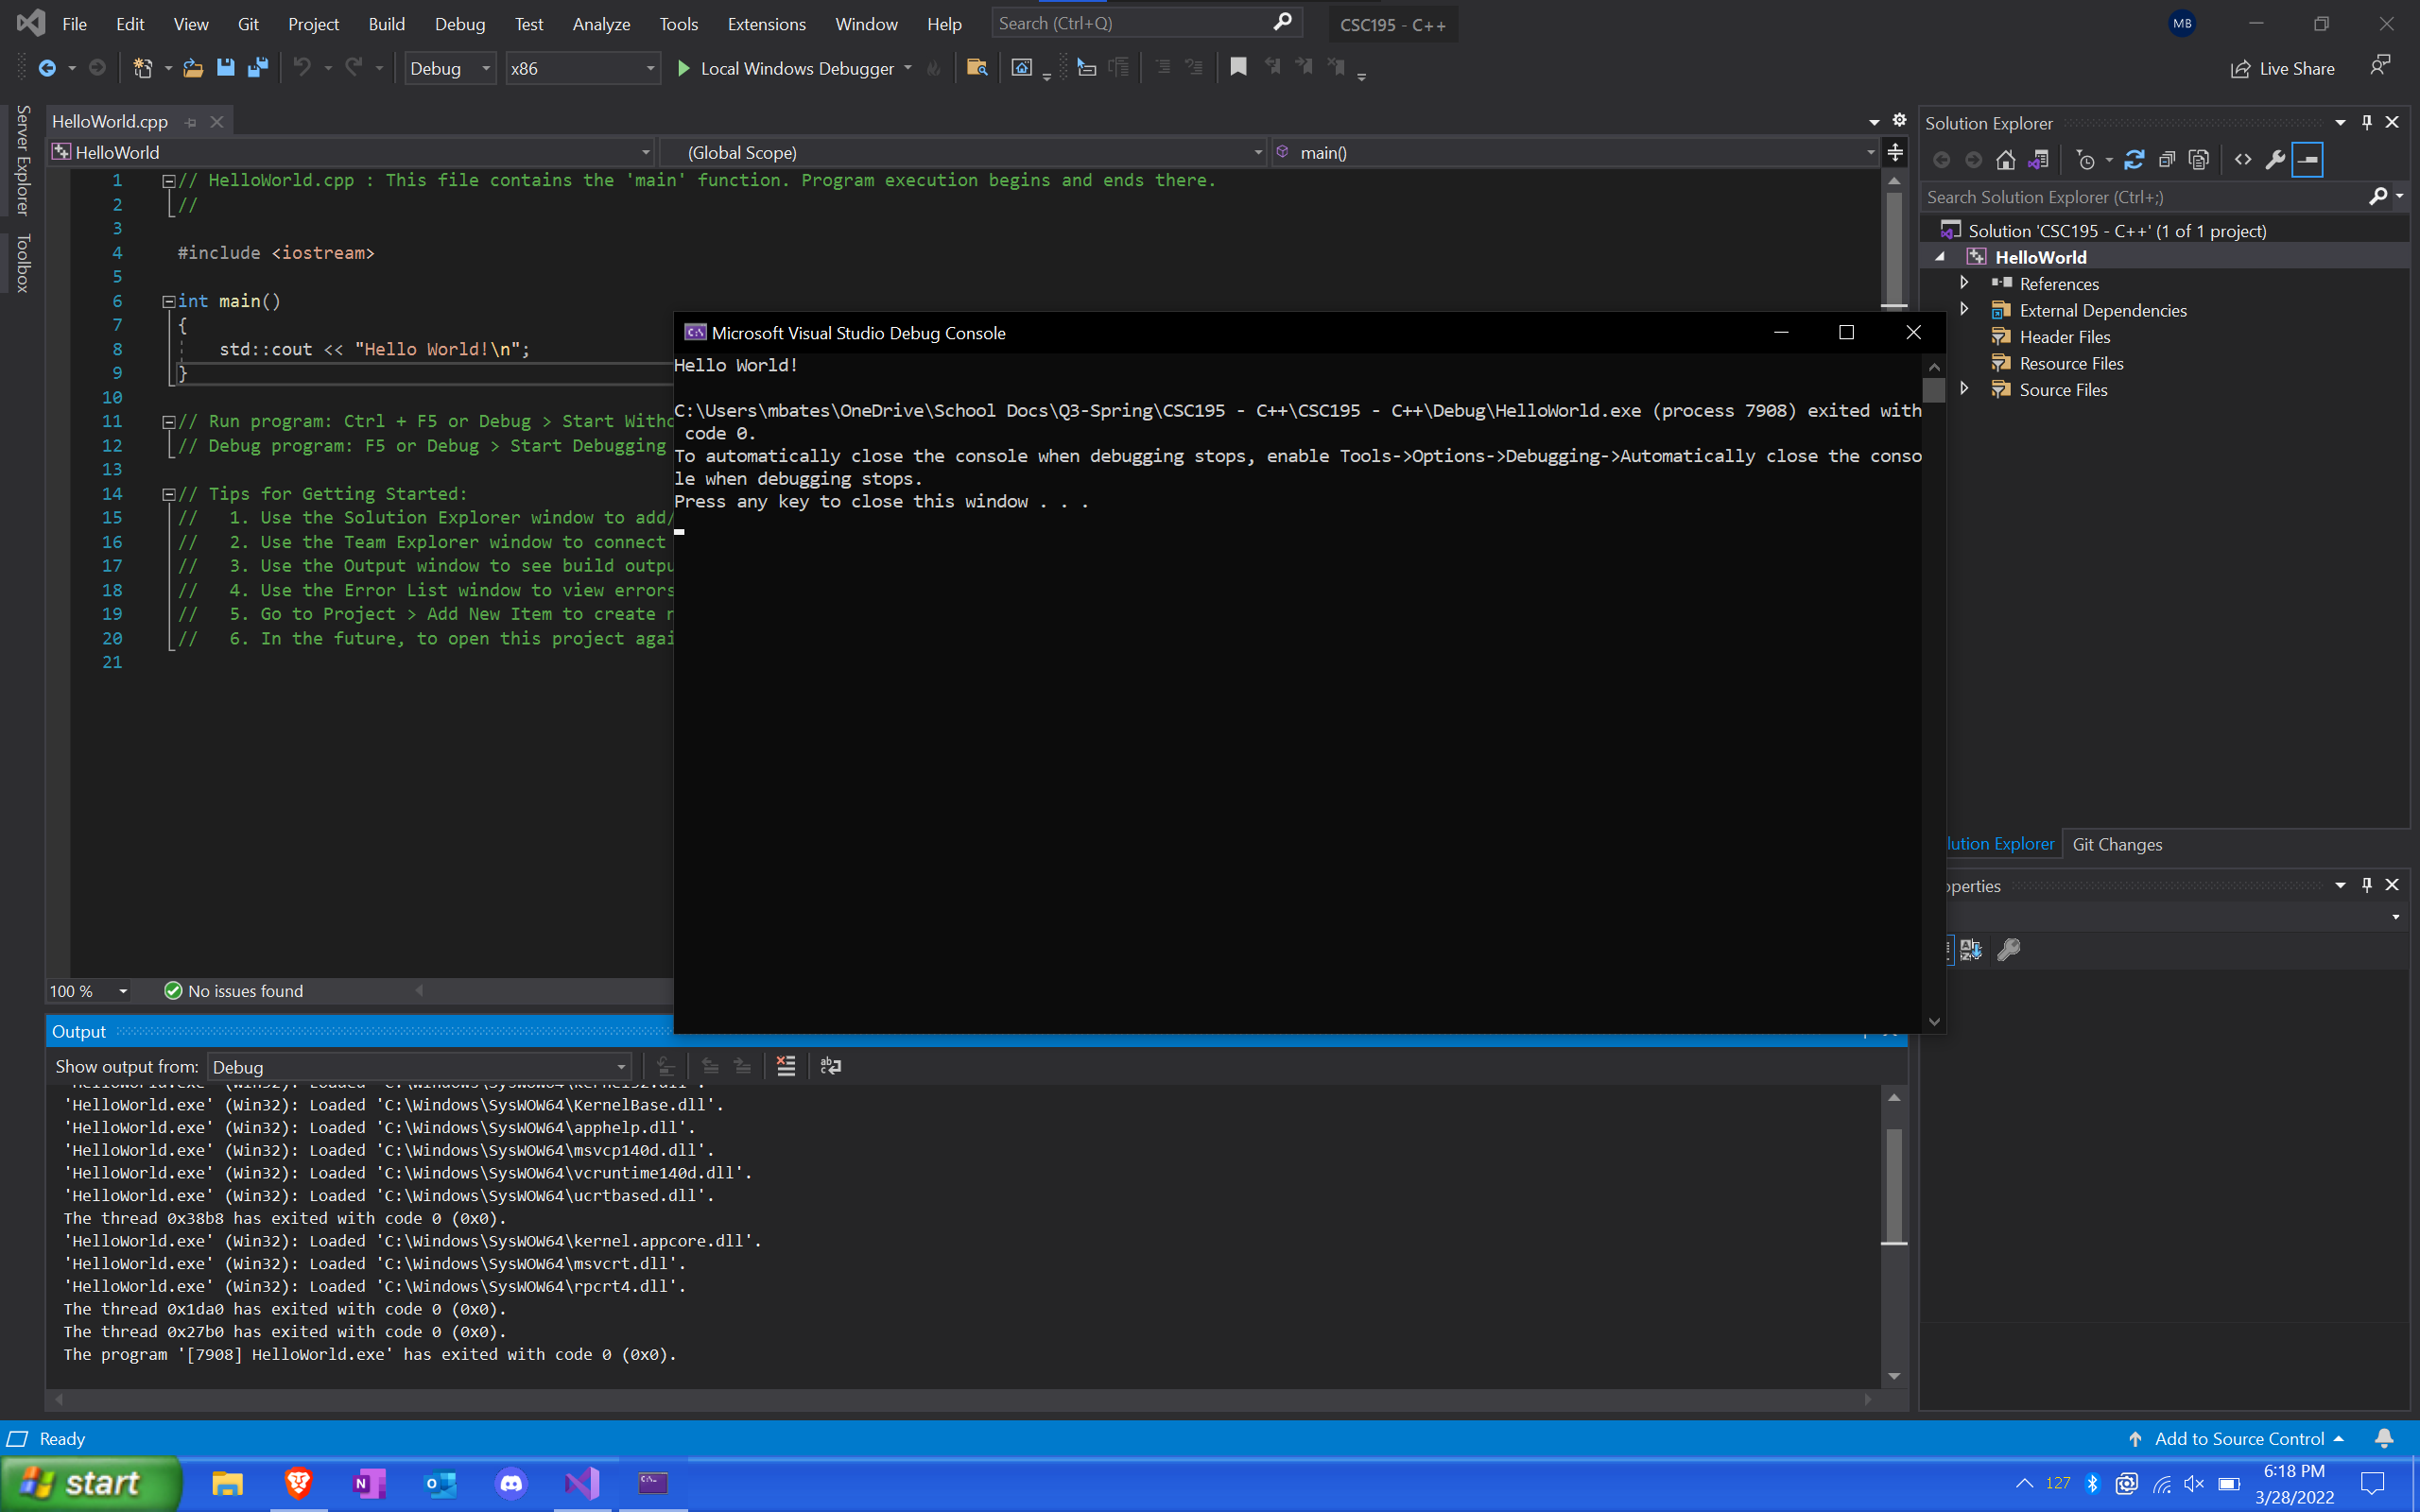 File Edit View Git Project Build Debug Test Analyze Tools Extensions Window Help Search (Ctrl+Q) CSC195 - C++ MB
Debug x86 Local Windows Debugger Live Share
Server Explorer
Toolbox
HelloWorld.cpp
HelloWorld (Global Scope) main()
1 // HelloWorld.cpp : This file contains the 'main' function. Program execution begins and ends there.
2 //
3
4 #include <iostream>
5
6 int main()
7 {
8 std::cout << "Hello World!\n";
9 }
10
11 // Run program: Ctrl + F5 or Debug > Start Witho
12 // Debug program: F5 or Debug > Start Debugging
13
14 // Tips for Getting Started:
15 //   1. Use the Solution Explorer window to add/
16 //   2. Use the Team Explorer window to connect
17 //   3. Use the Output window to see build outpu
18 //   4. Use the Error List window to view errors
19 //   5. Go to Project > Add New Item to create
20 //   6. In the future, to open this project agai
21
100 % No issues found
Microsoft Visual Studio Debug Console
Hello World!
C:\Users\mbates\OneDrive\School Docs\Q3-Spring\CSC195 - C++\CSC195 - C++\Debug\HelloWorld.exe (process 7908) exited with
code 0.
To automatically close the console when debugging stops, enable Tools->Options->Debugging->Automatically close the conso
le when debugging stops.
Press any key to close this window . . .
Solution Explorer
Search Solution Explorer (Ctrl+;)
Solution 'CSC195 - C++' (1 of 1 project)
HelloWorld
References
External Dependencies
Header Files
Resource Files
Source Files
lution Explorer Git Changes
operties
Output
Show output from: Debug
'HelloWorld.exe' (Win32): Loaded 'C:\Windows\SysWOW64\kernel32.dll'.
'HelloWorld.exe' (Win32): Loaded 'C:\Windows\SysWOW64\KernelBase.dll'.
'HelloWorld.exe' (Win32): Loaded 'C:\Windows\SysWOW64\apphelp.dll'.
'HelloWorld.exe' (Win32): Loaded 'C:\Windows\SysWOW64\msvcp140d.dll'.
'HelloWorld.exe' (Win32): Loaded 'C:\Windows\SysWOW64\vcruntime140d.dll'.
'HelloWorld.exe' (Win32): Loaded 'C:\Windows\SysWOW64\ucrtbased.dll'.
The thread 0x38b8 has exited with code 0 (0x0).
'HelloWorld.exe' (Win32): Loaded 'C:\Windows\SysWOW64\kernel.appcore.dll'.
'HelloWorld.exe' (Win32): Loaded 'C:\Windows\SysWOW64\msvcrt.dll'.
'HelloWorld.exe' (Win32): Loaded 'C:\Windows\SysWOW64\rpcrt4.dll'.
The thread 0x1da0 has exited with code 0 (0x0).
The thread 0x27b0 has exited with code 0 (0x0).
The program '[7908] HelloWorld.exe' has exited with code 0 (0x0).
Ready Add to Source Control
start 127 6:18 PM
3/28/2022